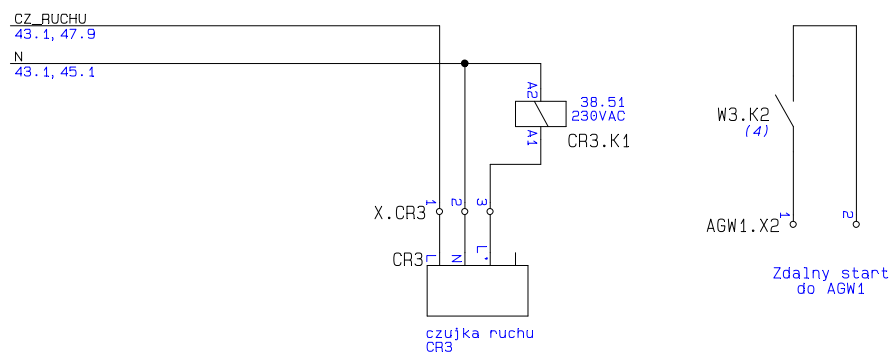 CZ_RUCHU
43.1, 47.9
N
43.1, 45.1
A2
38.51
230VAC
A1
CR3.K1
W3.K2
(4)
1
2
3
X.CR3
1
2
AGW1.X2
CR3
L
N
L'
Zdalny start
do AGW1
czujka ruchu
CR3